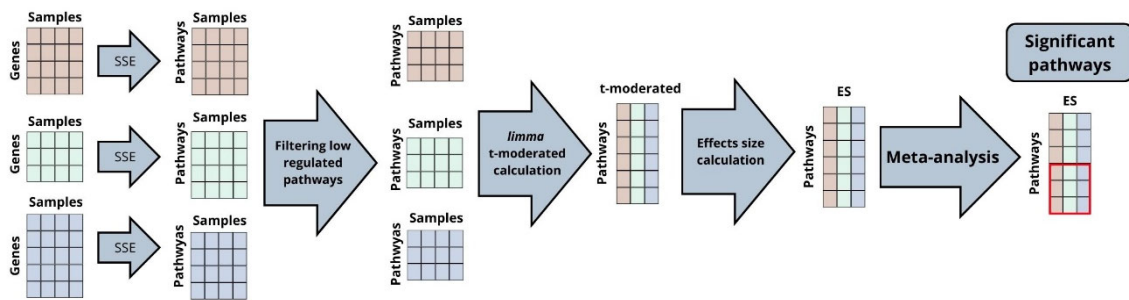 Samples
Genes
SSE
Samples
Pathways
Samples
Genes
SSE
Samples
Pathways
Samples
Genes
SSE
Samples
Pathwyas
Filtering low
regulated
pathways
Samples
Pathways
Samples
Pathways
Samples
Pathwyas
limma
t-moderated
calculation
t-moderated
Pathways
Effects size
calculation
ES
Pathways
Meta-analysis
Significant
pathways
ES
Pathways